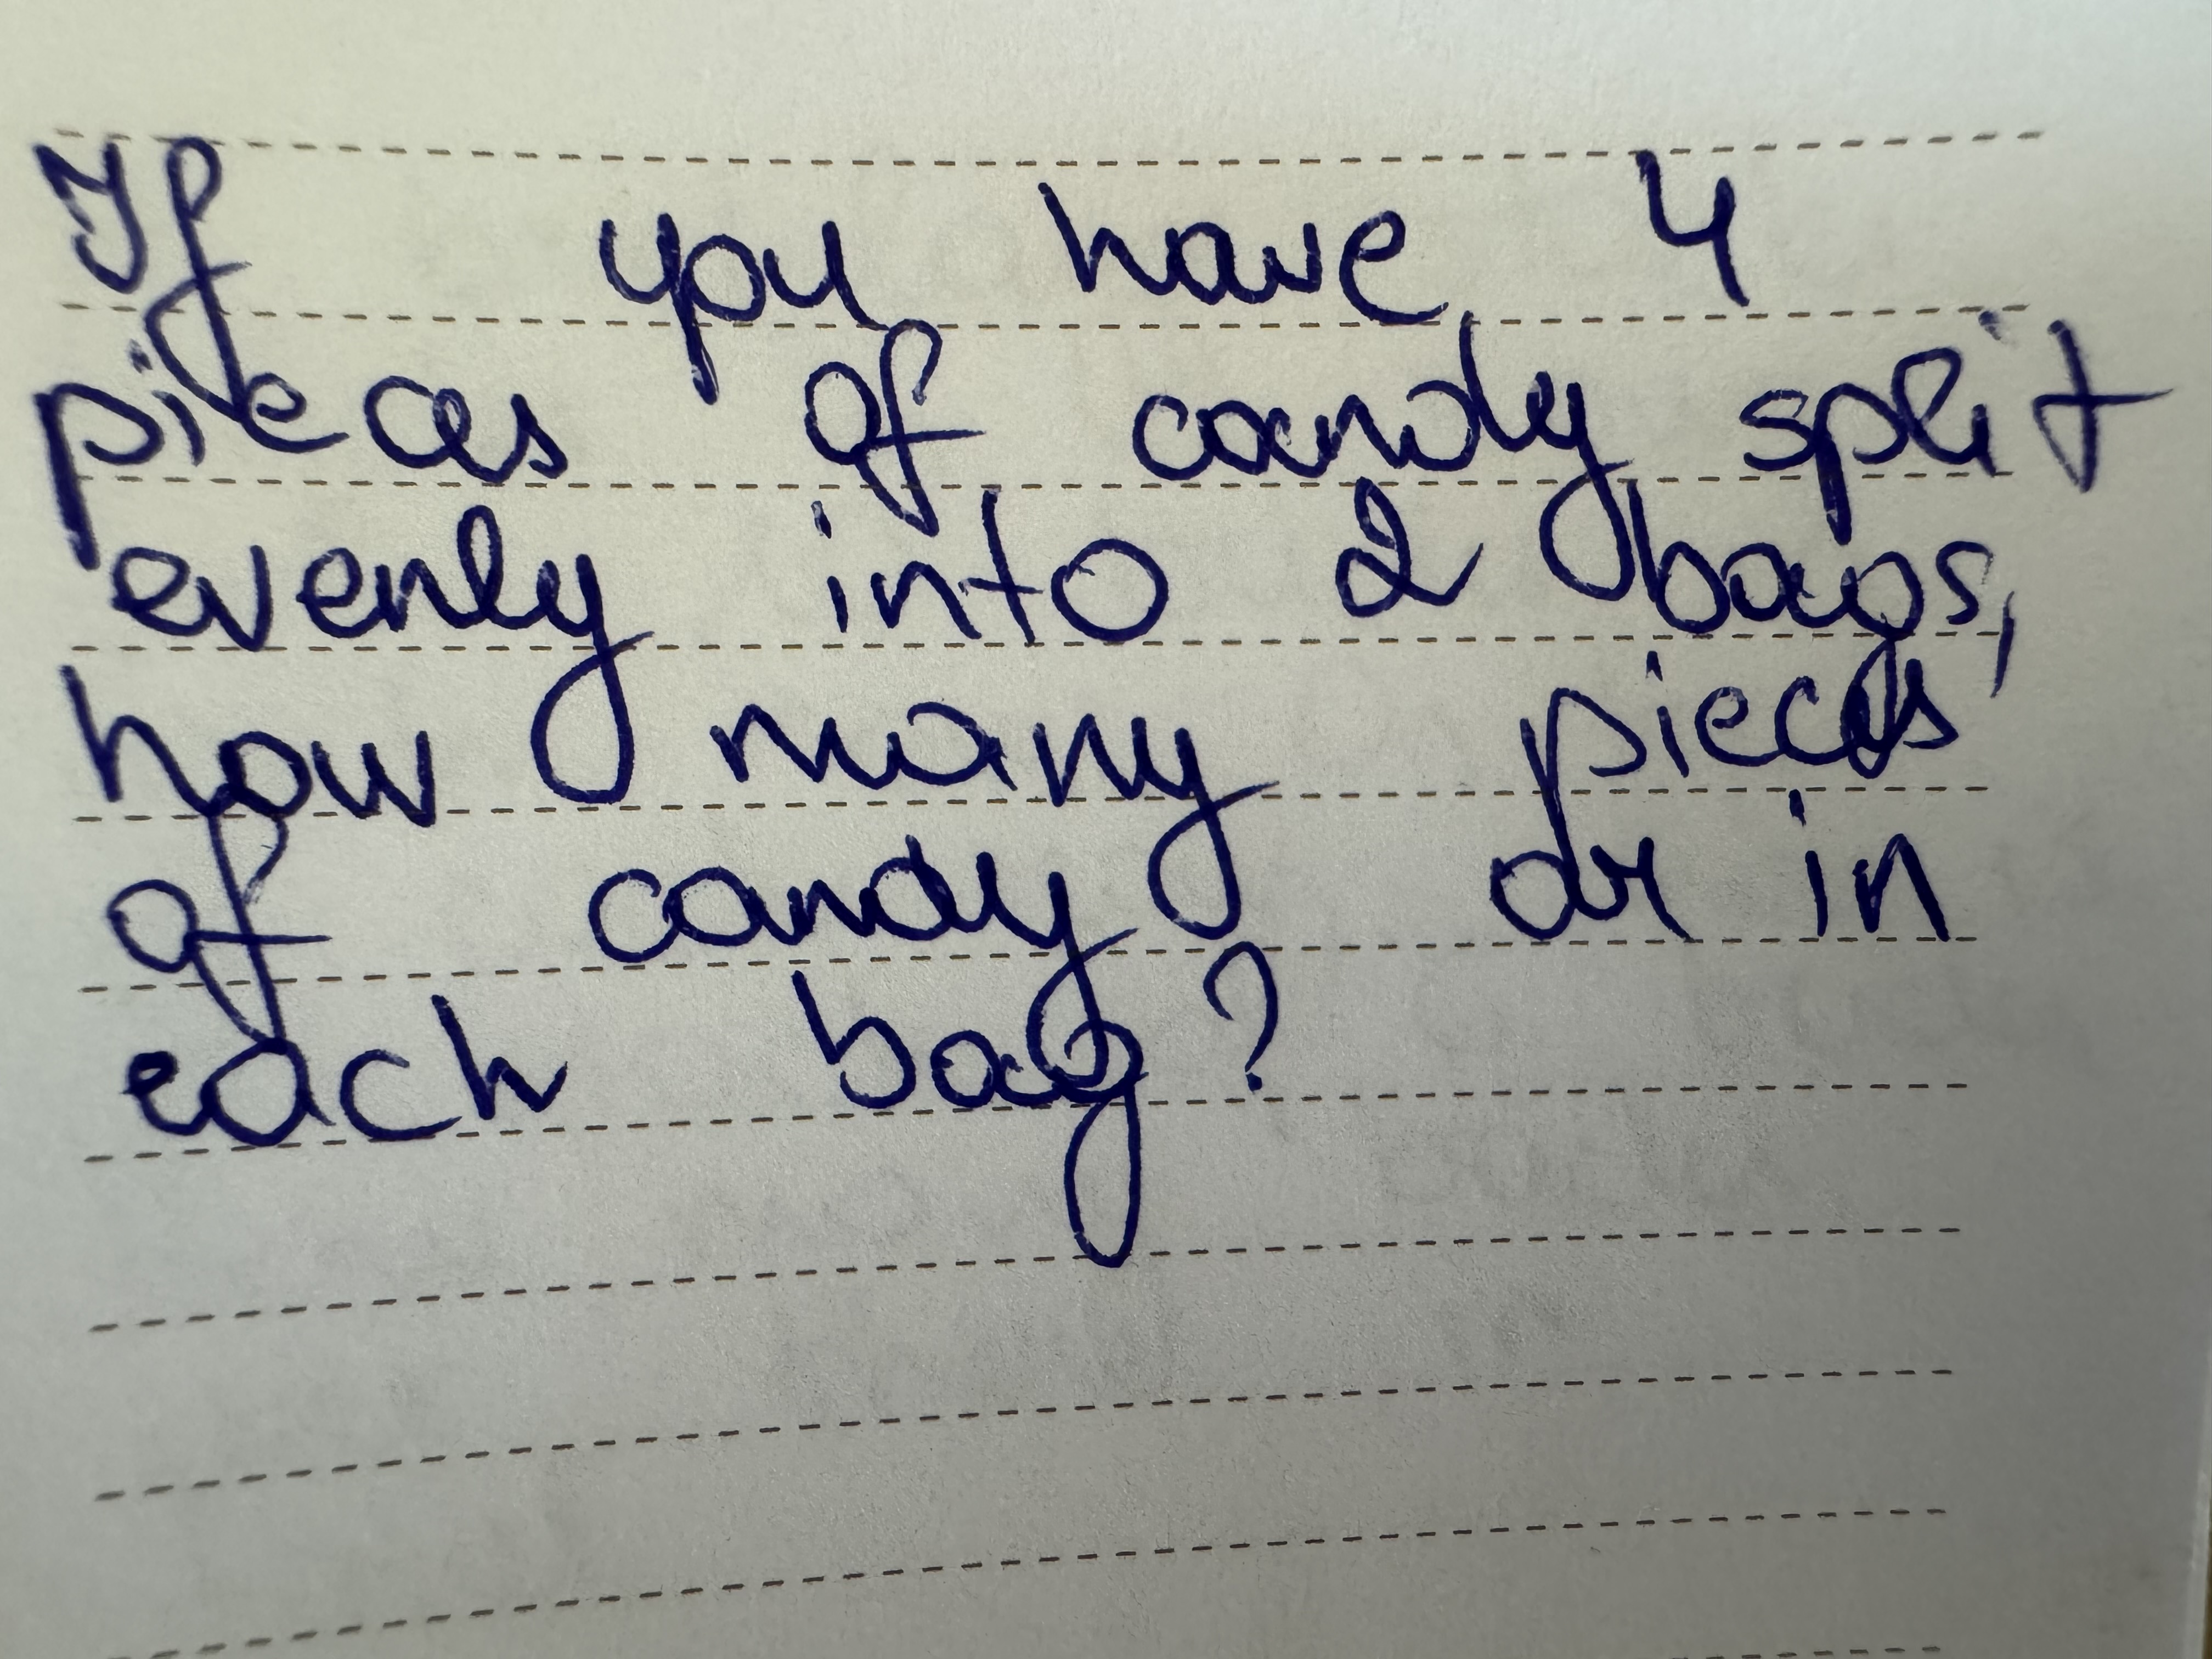 If you have 4
pieces of candy split
evenly into 2 bags,
how many pieces
of candy are in
each bag?